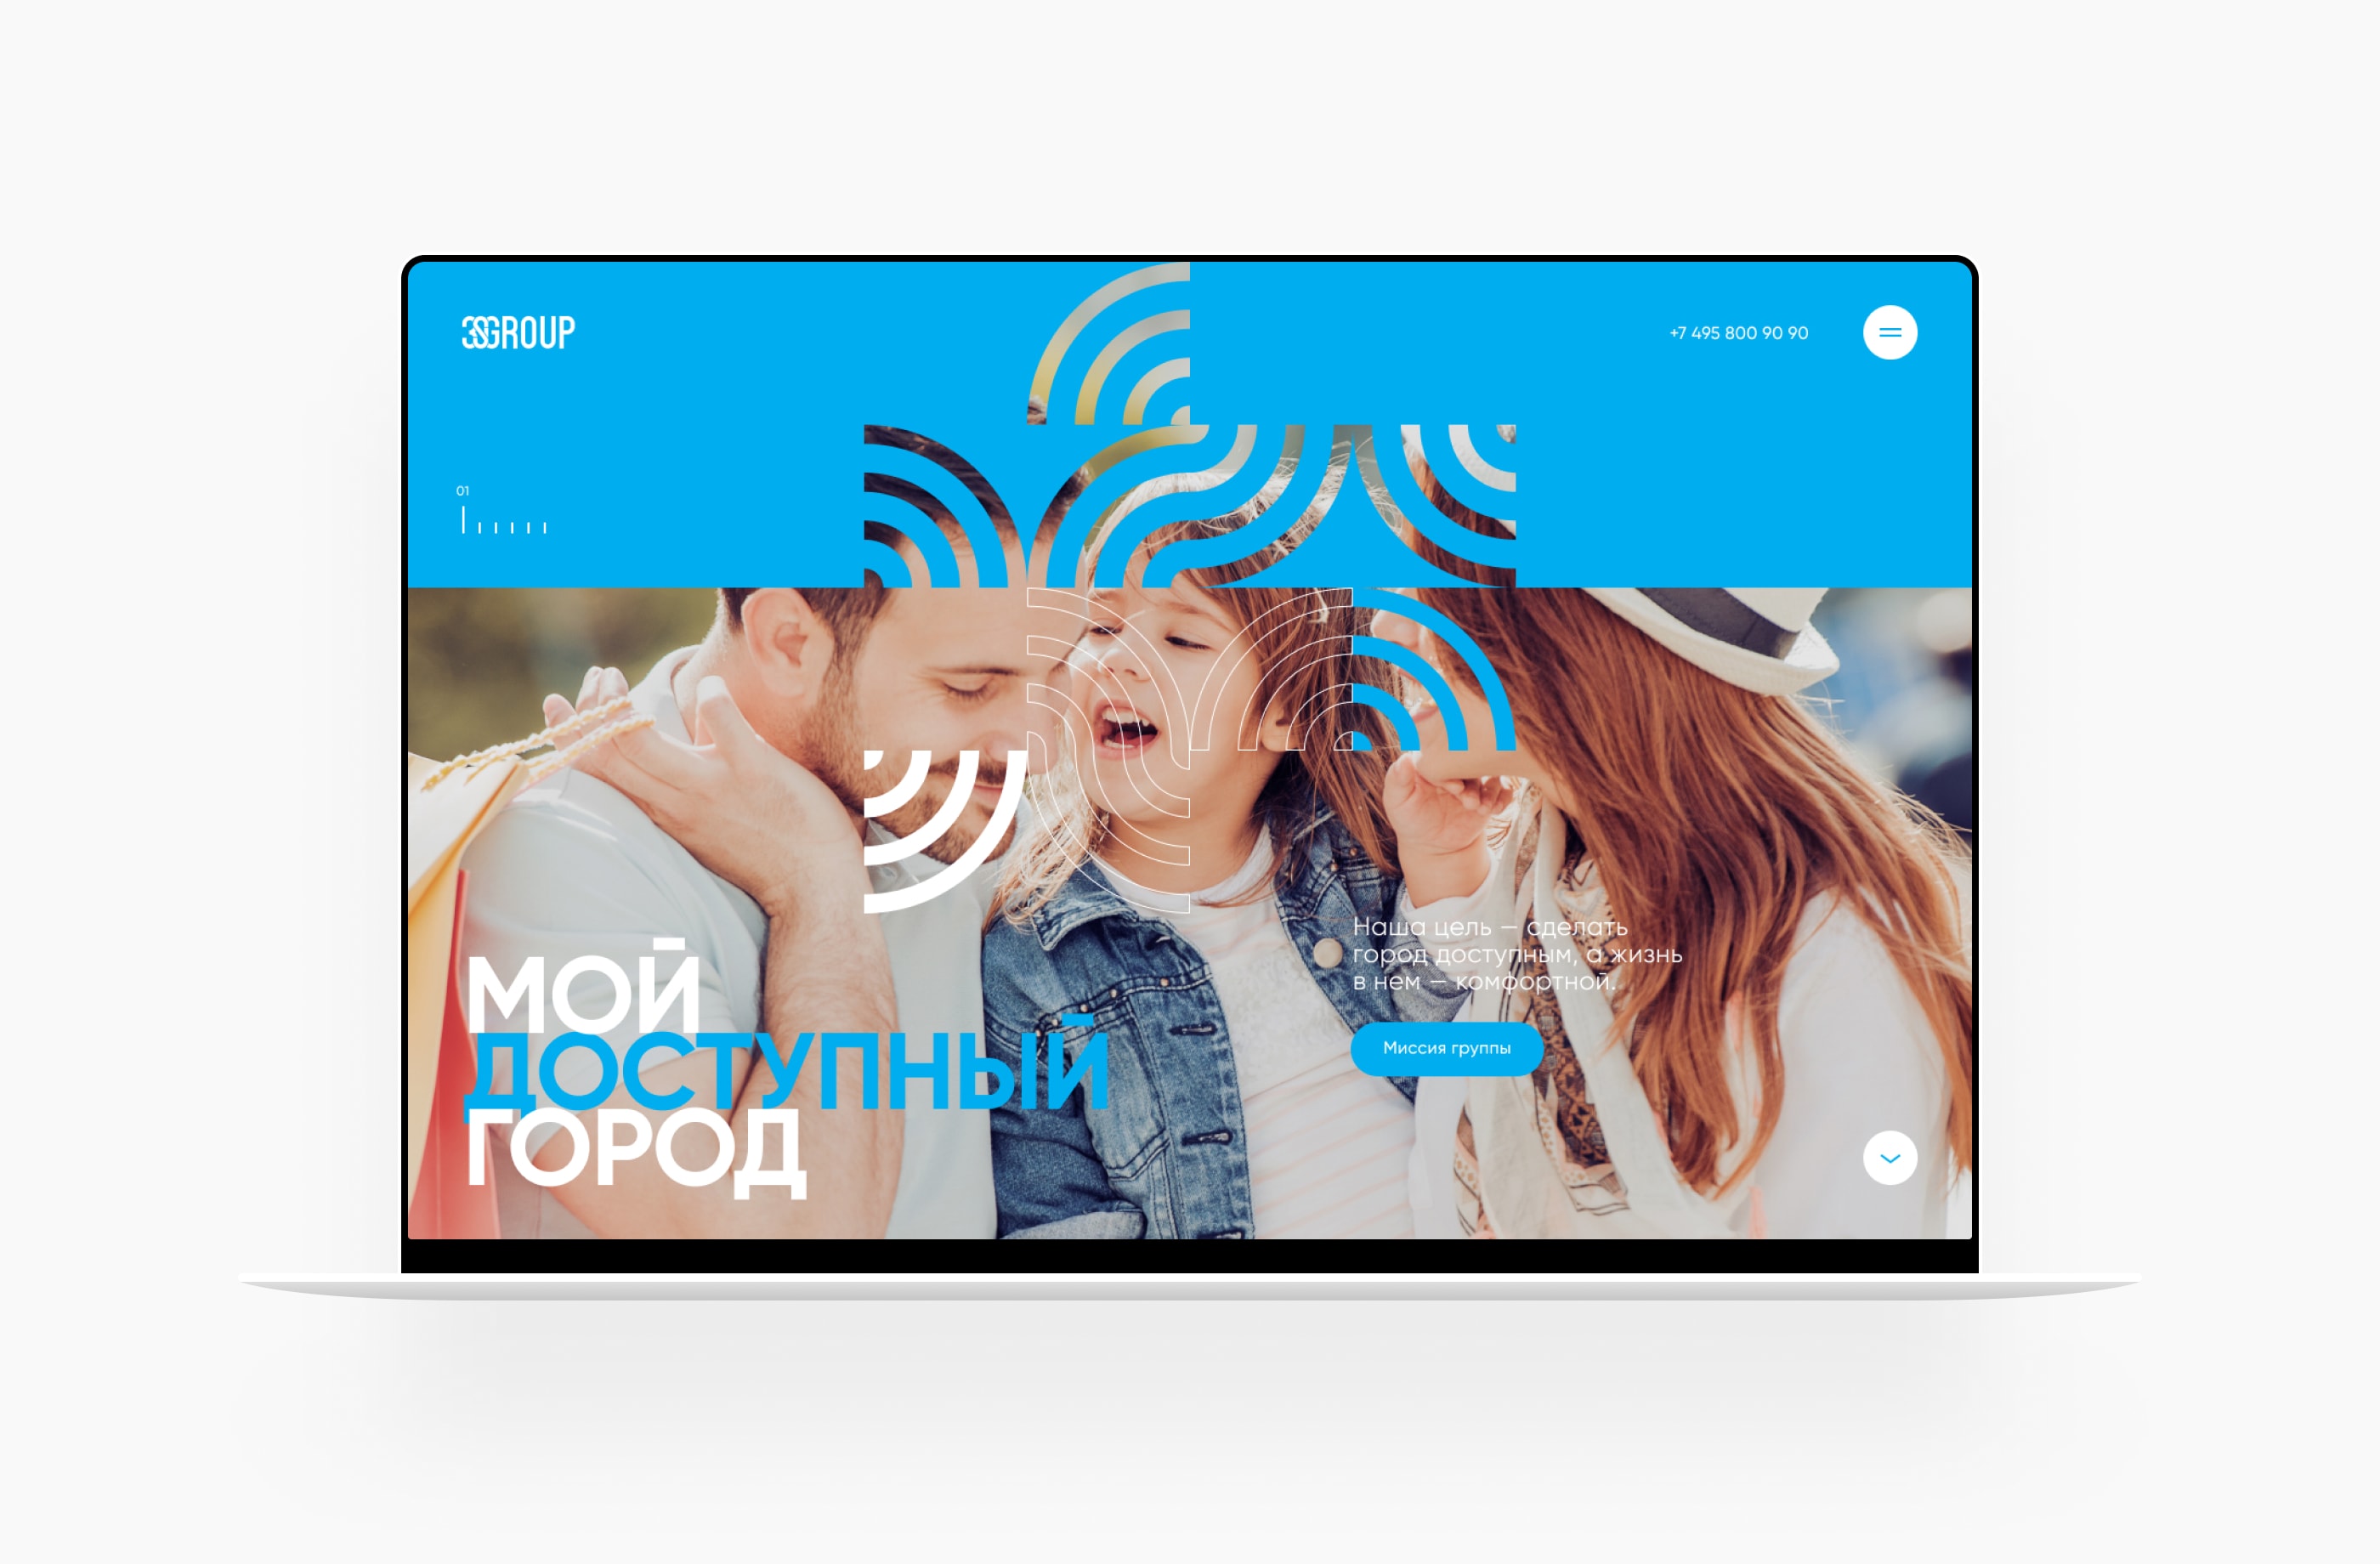 3SGROUP
+7 495 800 90 90
01
МОЙ
ДОСТУПНЫЙ
ГОРОД
Наша цель — сделать
город доступным, а жизнь
в нем — комфортной.
Миссия группы